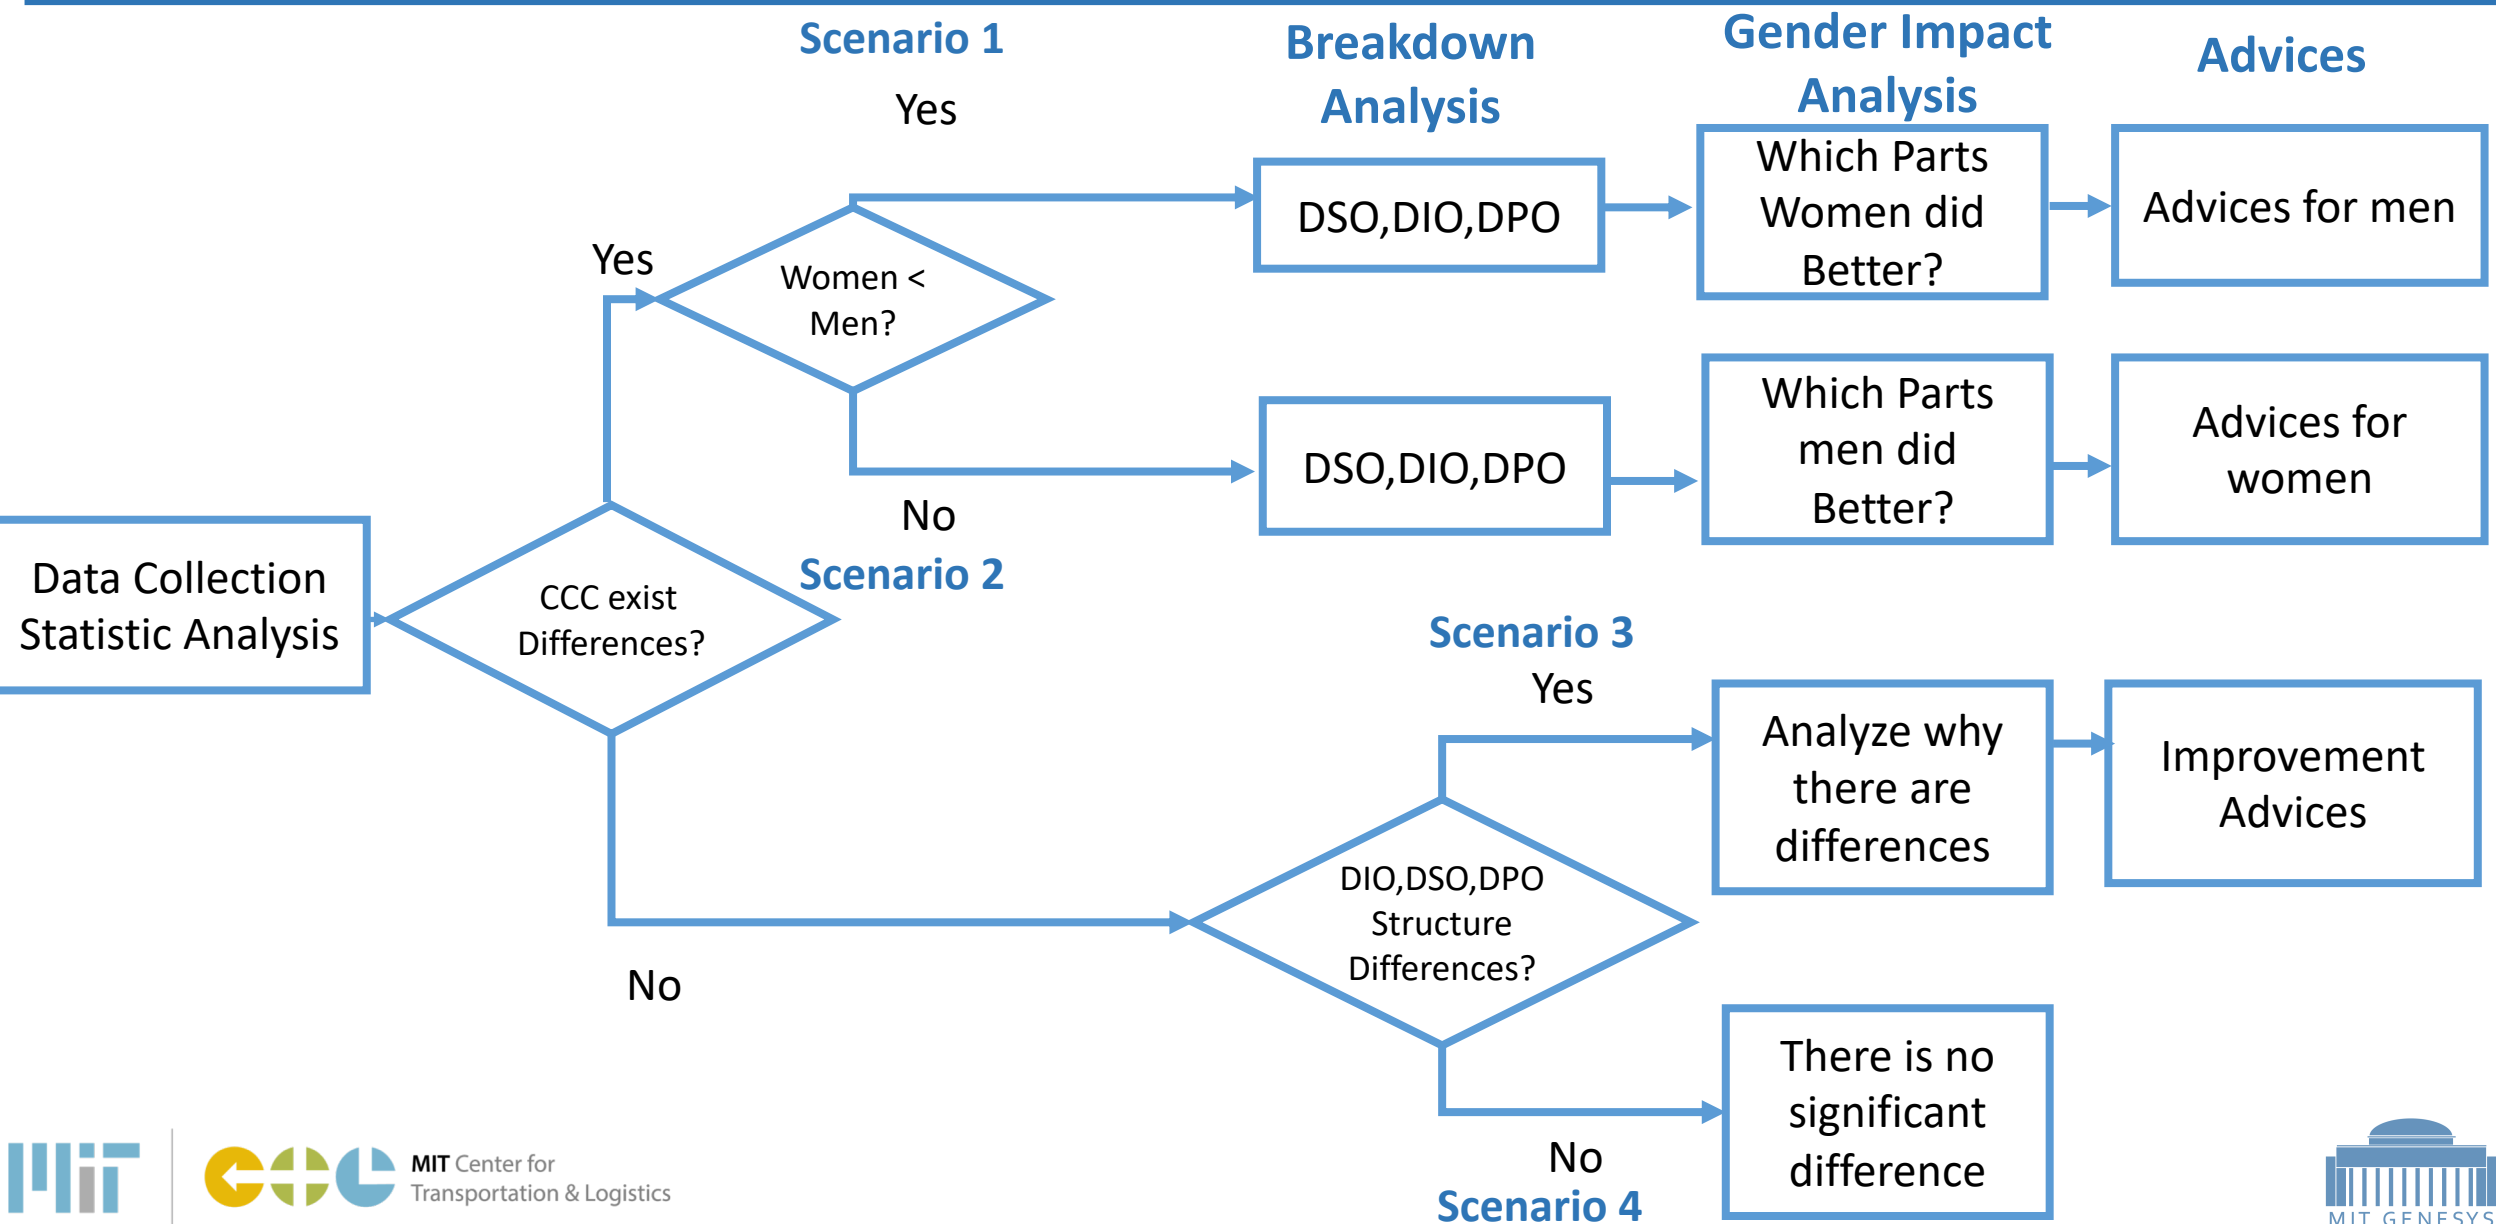 Scenario 1
Yes
Breakdown
Analysis
Gender Impact
Analysis
Advices
Yes
Women <
Men?
DSO,DIO,DPO
Which Parts
Women did
Better?
Advices for men
No
Scenario 2
DSO,DIO,DPO
Which Parts
men did
Better?
Advices for
women
Data Collection
Statistic Analysis
CCC exist
Differences?
Scenario 3
Yes
Analyze why
there are
differences
Improvement
Advices
No
DIO,DSO,DPO
Structure
Differences?
No
Scenario 4
There is no
significant
difference
MIT
CTL
MIT Center for
Transportation & Logistics
MIT GENESYS